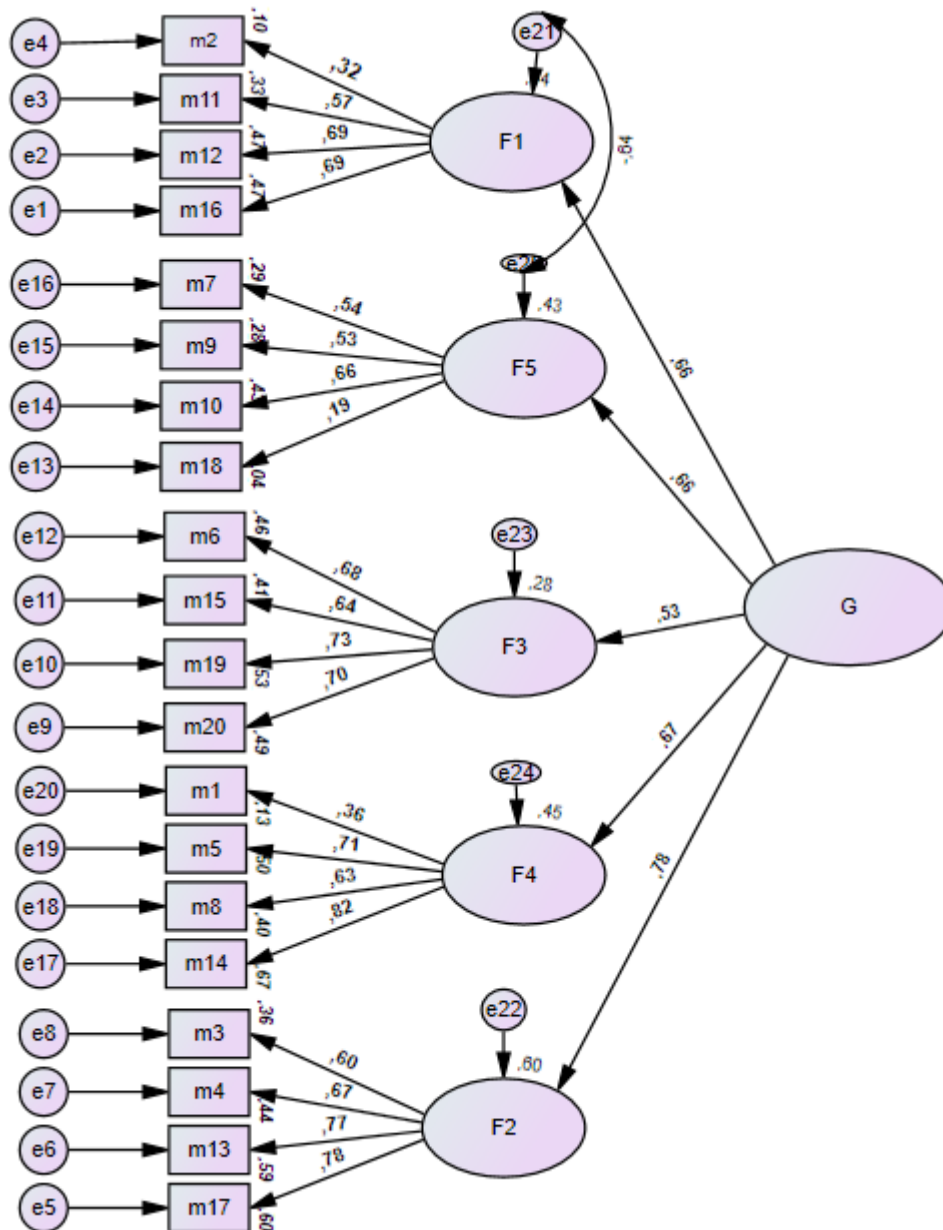 e4 m2 ,10
e21
,32
e3 m11 ,33
,57
F1
e2 m12 ,47
,69
e1 m16 ,47
,69
-,64
e16 m7 ,29
,54
,43
e15 m9 ,28
,53
F5
,66
e14 m10
,66
e13 m18 ,04
,19
,66
e12 m6 ,46
e23
,68
,28
e11 m15 ,41
,64
F3
,53
G
e10 m19 ,53
,73
e9 m20 ,49
,70
e20 m1 ,13
e24
,36
,45
,67
e19 m5
,71
F4
e18 m8 ,40
,63
e17 m14 ,67
,82
,78
e8 m3 ,36
e22
,60
,60
e7 m4 ,44
,67
F2
e6 m13 ,59
,77
e5 m17 ,60
,78